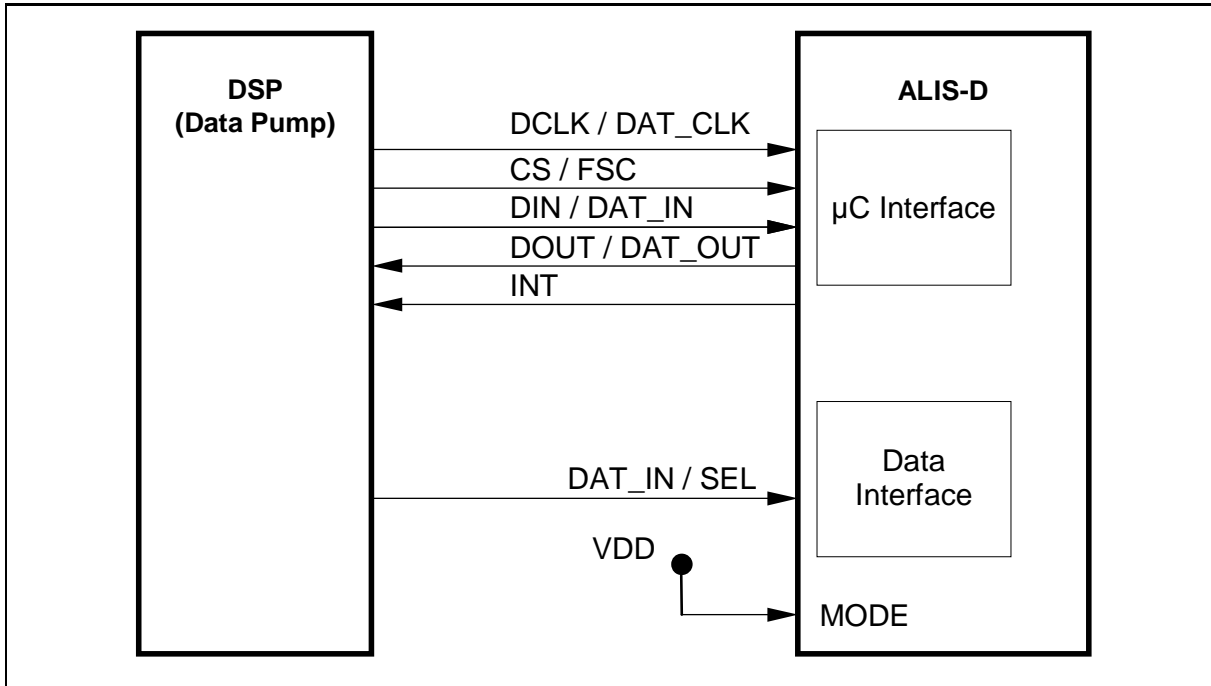 DSP
(Data Pump)
ALIS-D
DCLK / DAT_CLK
CS / FSC
DIN / DAT_IN
DOUT / DAT_OUT
INT
µC Interface
DAT_IN / SEL
Data
Interface
VDD
MODE